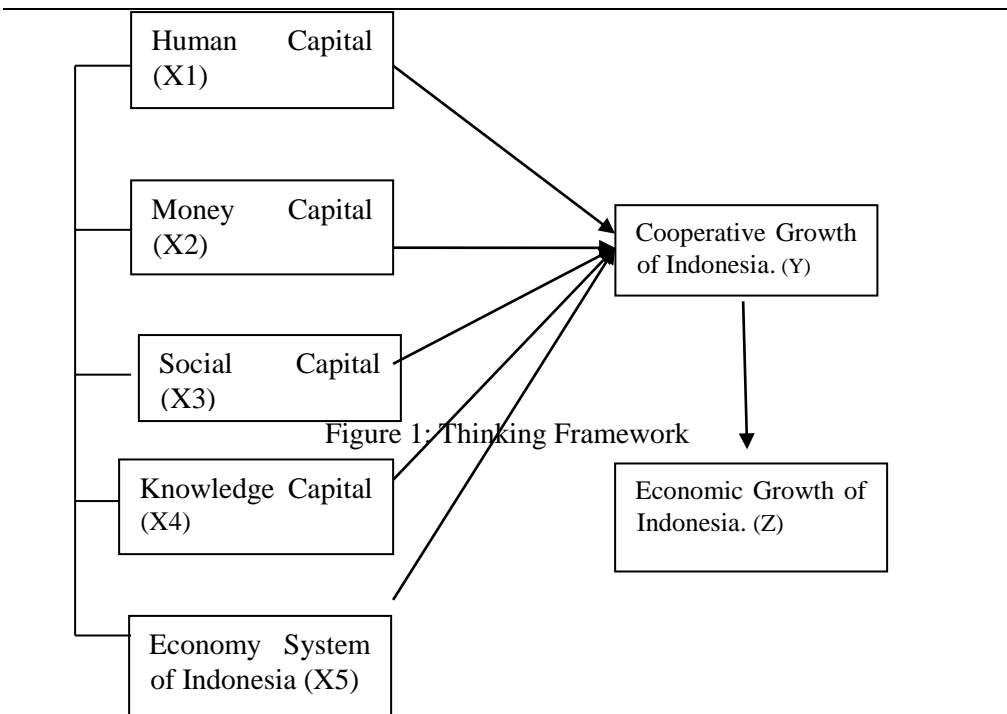 Human Capital
(X1)
Money Capital
(X2)
Cooperative Growth
of Indonesia. (Y)
Social Capital
(X3)
Figure 1: Thinking Framework
Knowledge Capital
(X4)
Economic Growth of
Indonesia. (Z)
Economy System
of Indonesia (X5)